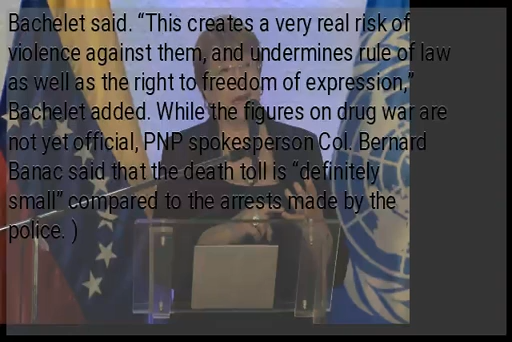 Bachelet said. “This creates a very real risk of
violence against them, and undermines rule of law
as well as the right to freedom of expression,”
Bachelet added. While the figures on drug war are
not yet official, PNP spokesperson Col. Bernard
Banac said that the death toll is “definitely
small” compared to the arrests made by the
police. )